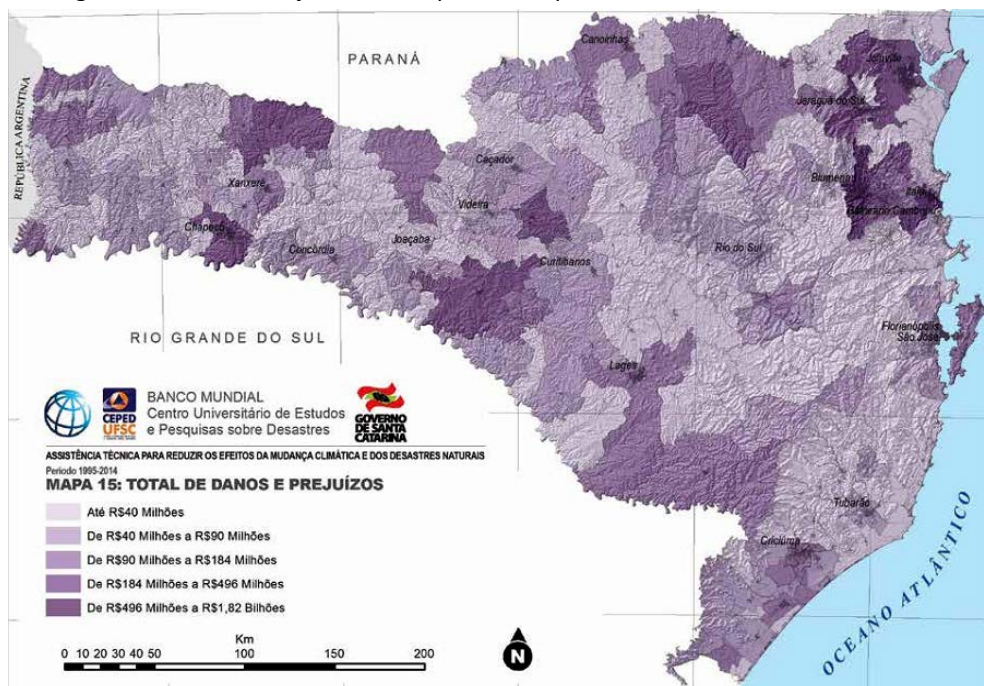 PARANÁ
Canoinhas
Joinville
Jaraguá do Sul
REPÚBLICA ARGENTINA
Caçador
Xanxerê
Blumenau
Itajaí
Videira
Balneário Camboriú
Chapecó
Joaçaba
Concórdia
Rio do Sul
Curitibanos
RIO GRANDE DO SUL
Florianópolis
São José
Lages
BANCO MUNDIAL
CEPED
UFSC
Centro Universitário de Estudos
e Pesquisas sobre Desastres
GOVERNO
DE SANTA
CATARINA
ASSISTÊNCIA TÉCNICA PARA REDUZIR OS EFEITOS DA MUDANÇA CLIMÁTICA E DOS DESASTRES NATURAIS
Período 1995-2014
MAPA 15: TOTAL DE DANOS E PREJUÍZOS
Até R$40 Milhões
De R$40 Milhões a R$90 Milhões
De R$90 Milhões a R$184 Milhões
De R$184 Milhões a R$496 Milhões
De R$496 Milhões a R$1,82 Bilhões
Tubarão
Criciúma
OCEANO ATLÂNTICO
Km
0 10 20 30 40 50 100 150 200
N